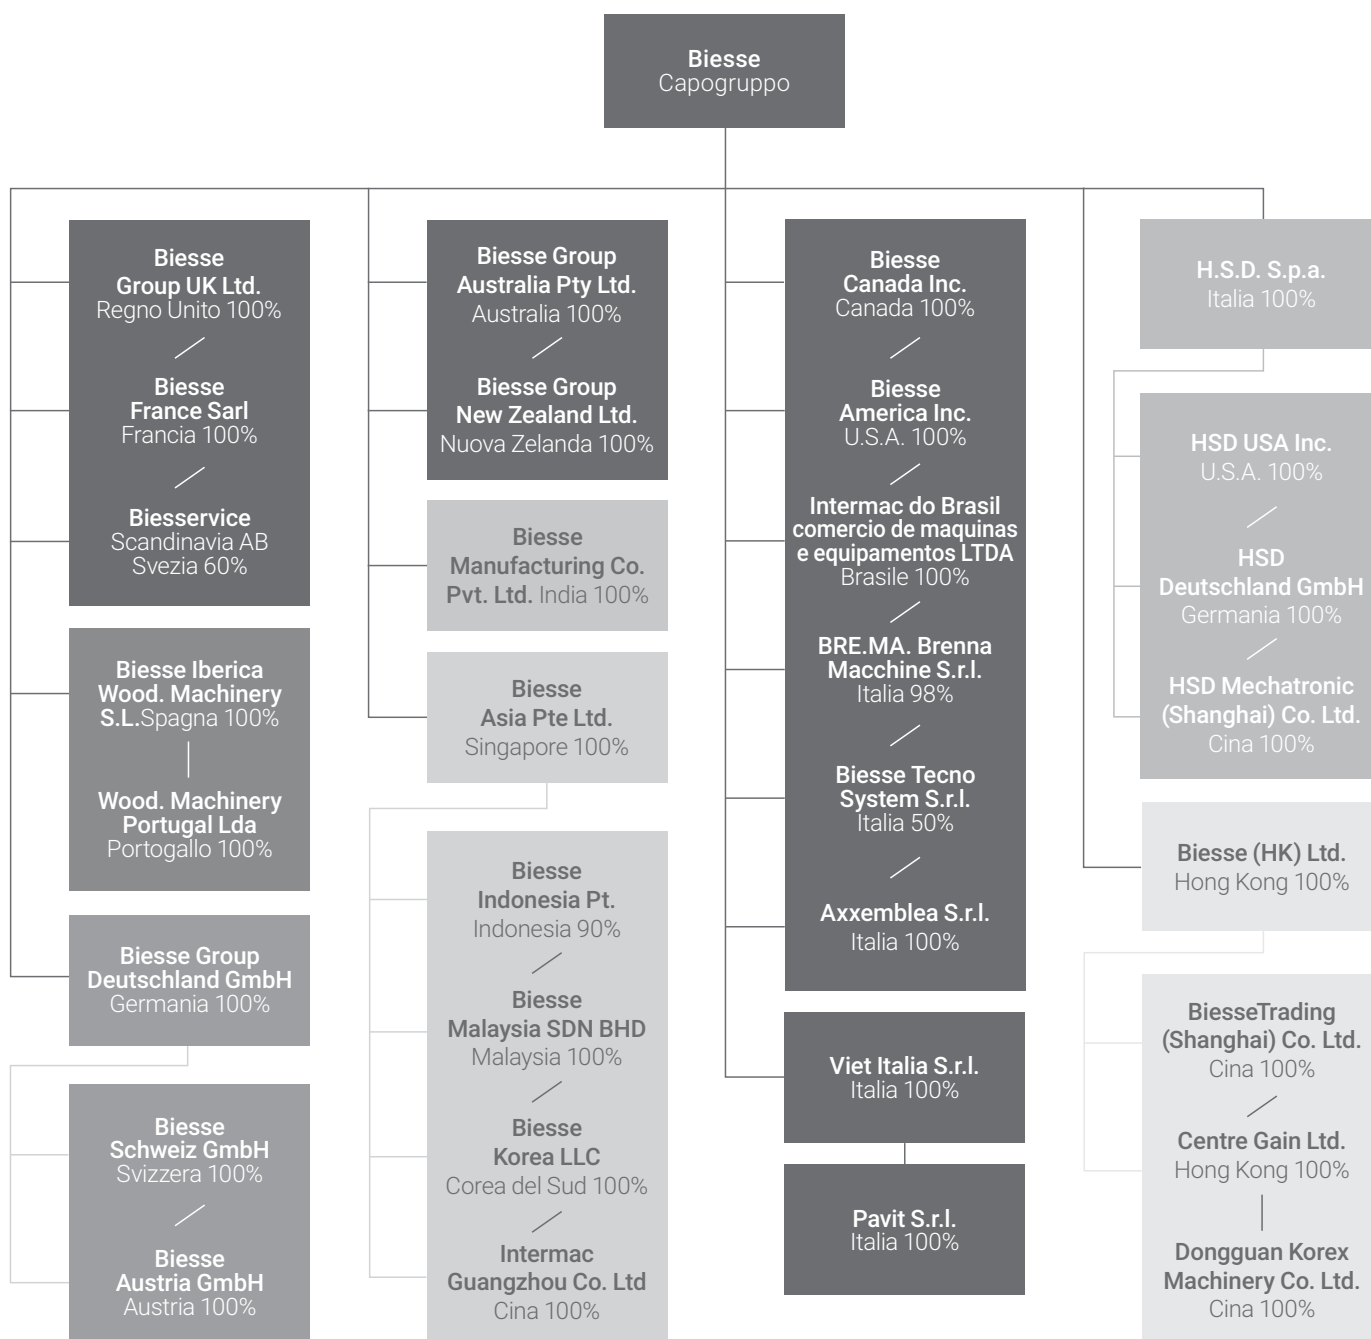 Biesse
Capogruppo
Biesse
Group UK Ltd.
Regno Unito 100%
Biesse
France Sarl
Francia 100%
Biesservice
Scandinavia AB
Svezia 60%
Biesse Iberica
Wood. Machinery
S.L.Spagna 100%
Wood. Machinery
Portugal Lda
Portogallo 100%
Biesse Group
Deutschland GmbH
Germania 100%
Biesse
Schweiz GmbH
Svizzera 100%
Biesse
Austria GmbH
Austria 100%
Biesse Group
Australia Pty Ltd.
Australia 100%
Biesse Group
New Zealand Ltd.
Nuova Zelanda 100%
Biesse
Manufacturing Co.
Pvt. Ltd. India 100%
Biesse
Asia Pte Ltd.
Singapore 100%
Biesse
Indonesia Pt.
Indonesia 90%
Biesse
Malaysia SDN BHD
Malaysia 100%
Biesse
Korea LLC
Corea del Sud 100%
Intermac
Guangzhou Co. Ltd
Cina 100%
Biesse
Canada Inc.
Canada 100%
Biesse
America Inc.
U.S.A. 100%
Intermac do Brasil
comercio de maquinas
e equipamentos LTDA
Brasile 100%
BRE.MA. Brenna
Macchine S.r.l.
Italia 98%
Biesse Tecno
System S.r.l.
Italia 50%
Axxemblea S.r.l.
Italia 100%
Viet Italia S.r.l.
Italia 100%
Pavit S.r.l.
Italia 100%
H.S.D. S.p.a.
Italia 100%
HSD USA Inc.
U.S.A. 100%
HSD
Deutschland GmbH
Germania 100%
HSD Mechatronic
(Shanghai) Co. Ltd.
Cina 100%
Biesse (HK) Ltd.
Hong Kong 100%
BiesseTrading
(Shanghai) Co. Ltd.
Cina 100%
Centre Gain Ltd.
Hong Kong 100%
Dongguan Korex
Machinery Co. Ltd.
Cina 100%